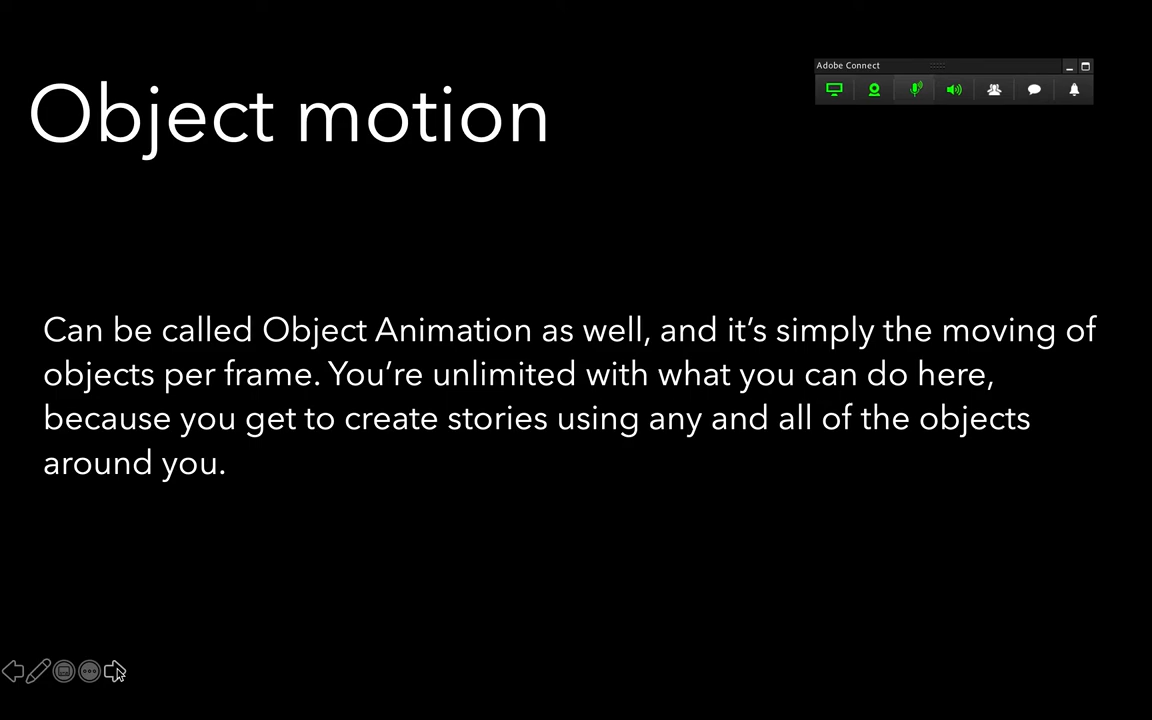 Adobe Connect
Object motion
Can be called Object Animation as well, and it’s simply the moving of
objects per frame. You’re unlimited with what you can do here,
because you get to create stories using any and all of the objects
around you.